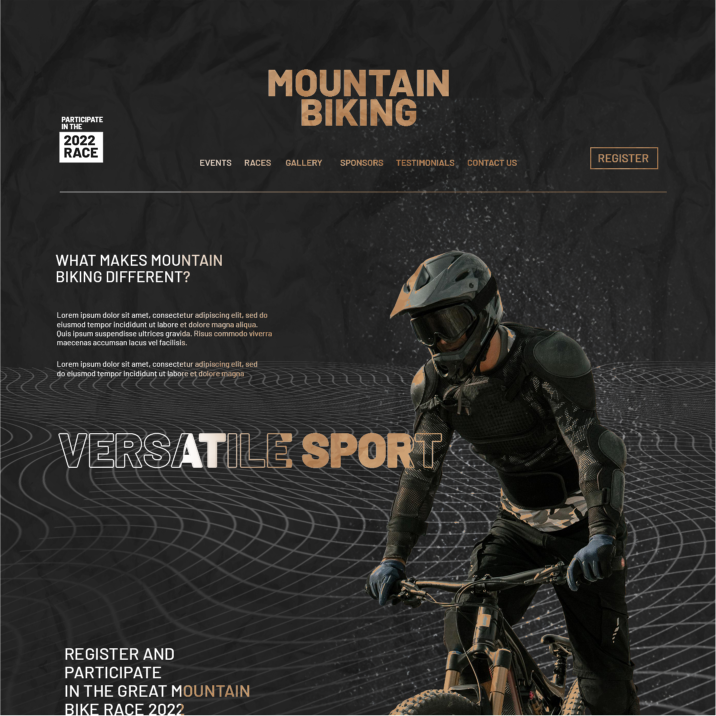 MOUNTAIN
BIKING
PARTICIPATE
IN THE
2022
RACE
EVENTS RACES GALLERY SPONSORS TESTIMONIALS CONTACT US
REGISTER
WHAT MAKES MOUNTAIN
BIKING DIFFERENT?
Lorem ipsum dolor sit amet, consectetur adipiscing elit, sed do
eiusmod tempor incididunt ut labore et dolore magna aliqua.
Quis ipsum suspendisse ultrices gravida. Risus commodo viverra
maecenas accumsan lacus vel facilisis.
Lorem ipsum dolor sit amet, consectetur adipiscing elit, sed
do eiusmod tempor incididunt ut labore et dolore magna
VERSATILE SPORT
REGISTER AND
PARTICIPATE
IN THE GREAT MOUNTAIN
BIKE RACE 2022